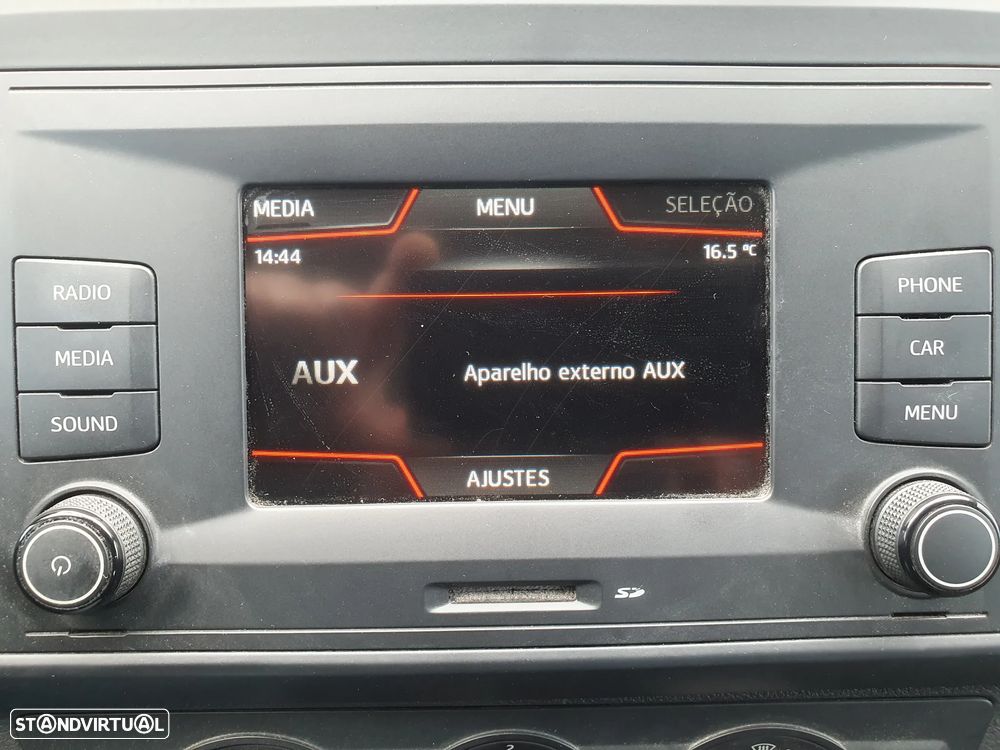 MEDIA
MENU
SELEÇÃO
14:44
16.5 °C
AUX
Aparelho externo AUX
AJUSTES
RADIO
MEDIA
SOUND
PHONE
CAR
MENU
SD
2
STANDVIRTUAL